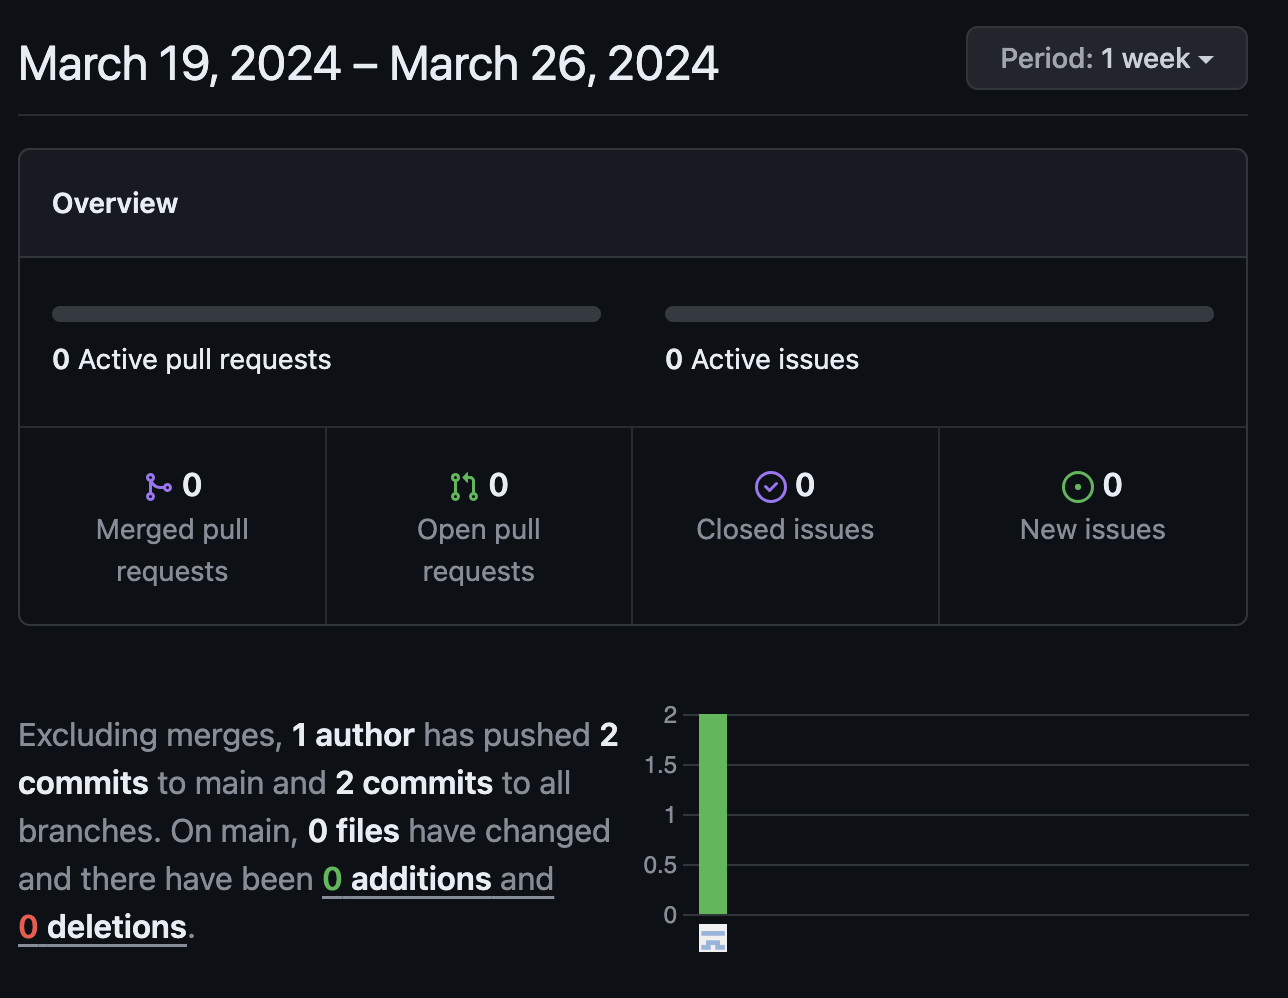 March 19, 2024 – March 26, 2024
Period: 1 week
Overview
0 Active pull requests
0 Active issues
0
Merged pull
requests
0
Open pull
requests
0
Closed issues
0
New issues
Excluding merges, 1 author has pushed 2
commits to main and 2 commits to all
branches. On main, 0 files have changed
and there have been 0 additions and
0 deletions.
2
1.5
1
0.5
0